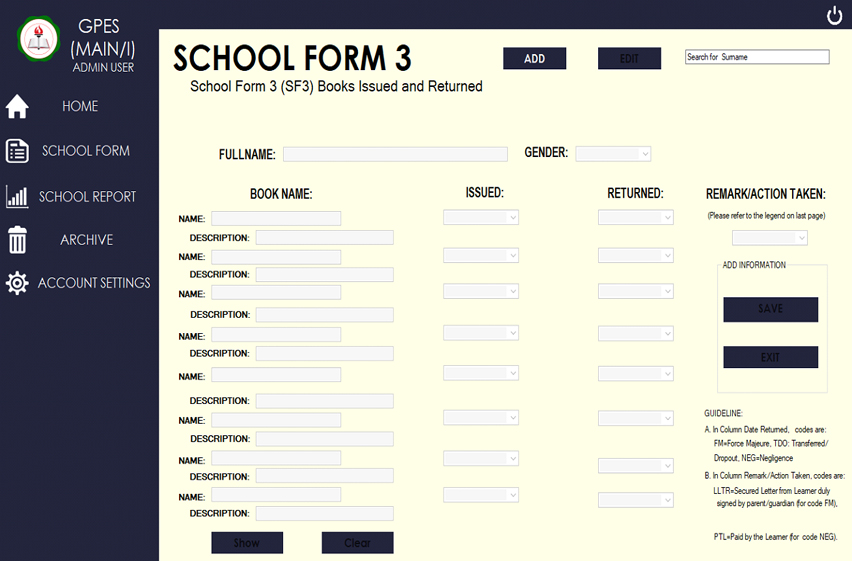 GPES
(MAIN/I)
ADMIN USER
HOME
SCHOOL FORM
SCHOOL REPORT
ARCHIVE
ACCOUNT SETTINGS
SCHOOL FORM 3
School Form 3 (SF3) Books Issued and Returned
ADD
EDIT
Search for Surname
FULLNAME:
GENDER:
BOOK NAME:
ISSUED:
RETURNED:
REMARK/ACTION TAKEN:
(Please refer to the legend on last page)
NAME:
DESCRIPTION:
NAME:
DESCRIPTION:
NAME:
DESCRIPTION:
NAME:
DESCRIPTION:
NAME:
DESCRIPTION:
NAME:
DESCRIPTION:
NAME:
DESCRIPTION:
NAME:
DESCRIPTION:
Show
Clear
ADD INFORMATION
SAVE
EXIT
GUIDELINE:
A. In Column Date Returned, codes are:
FM=Force Majeure, TDO: Transferred/
Dropout, NEG=Negligence
B. In Column Remark/Action Taken, codes are:
LLTR=Secured Letter from Learner duly
signed by parent/guardian (for code FM),
PTL=Paid by the Learner (for code NEG).